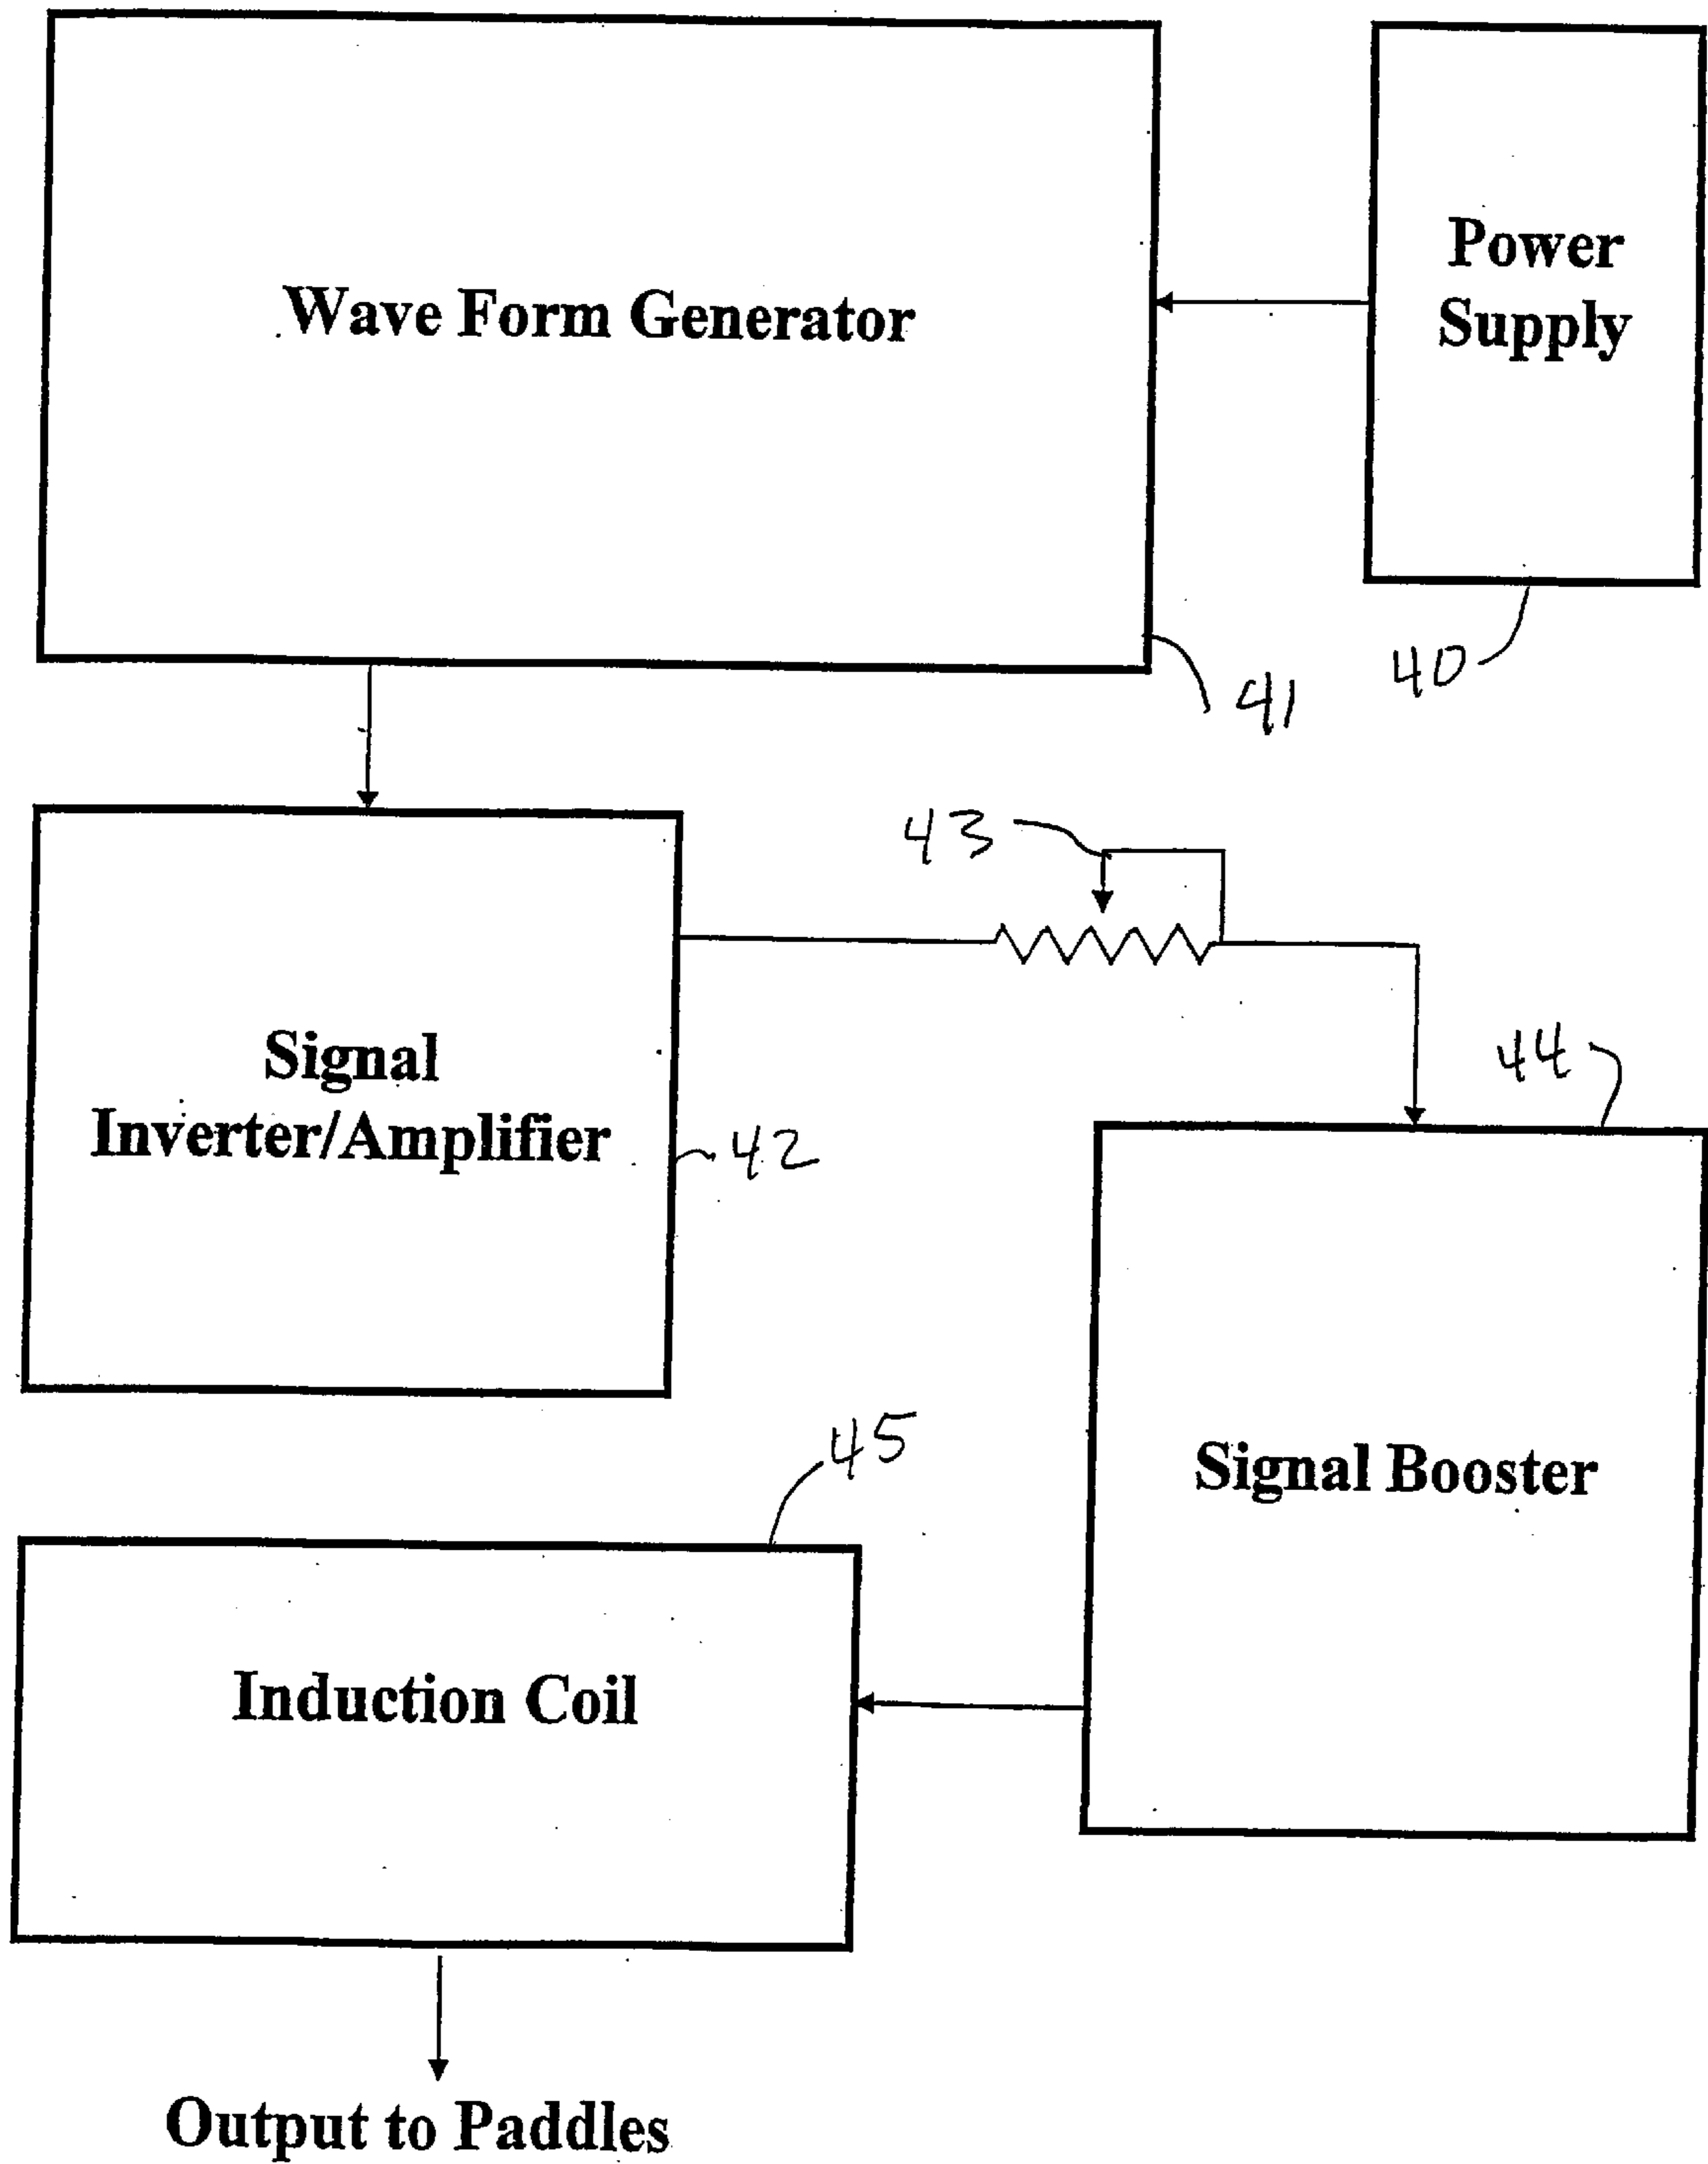 Wave Form Generator
Power
Supply
40
41
43
Signal
Inverter/Amplifier
42
44
Signal Booster
45
Induction Coil
Output to Paddles